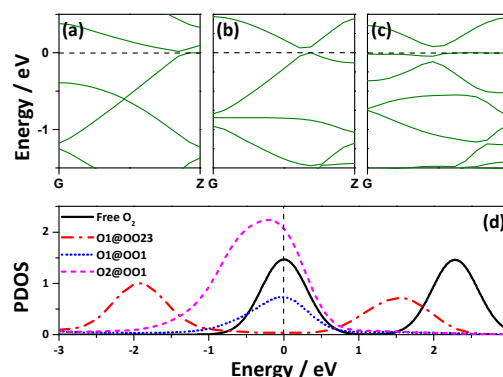 (a)
(b)
(c)
Energy / eV
0
-1
G
Z
G
Z
G
(d)
Free O2
O1@OO23
O1@OO1
O2@OO1
PDOS
2
1
0
-3
-2
-1
0
1
2
Energy / eV